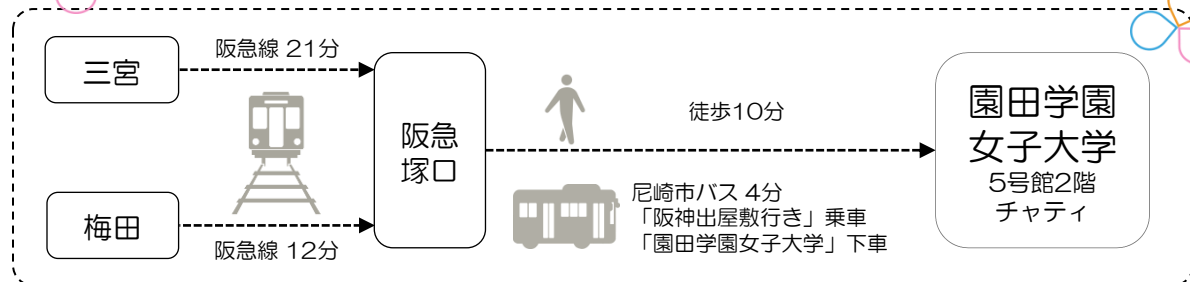 三宮
阪急線 21分
梅田
阪急線 12分
阪急
塚口
徒歩10分
尼崎市バス 4分
「阪神出屋敷行き」乗車
「園田学園女子大学」下車
園田学園
女子大学
5号館2階
チャティ